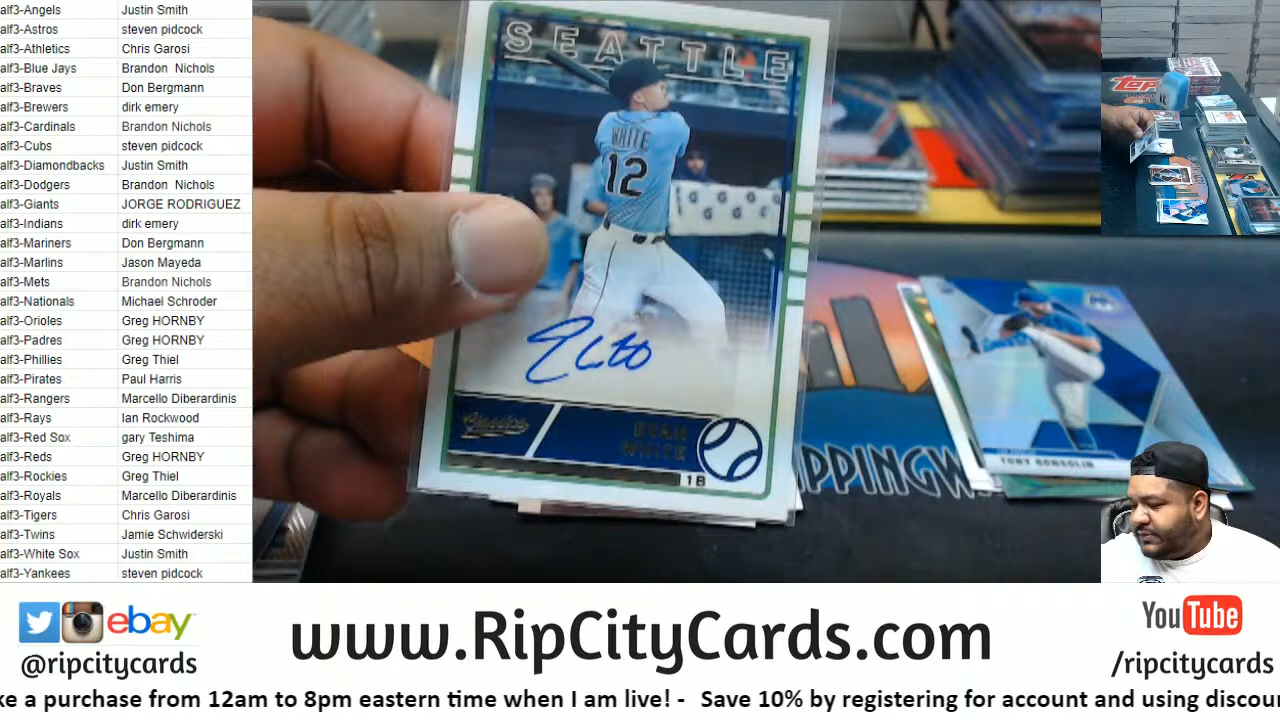 alf3-Angels Justin Smith
alf3-Astros steven pidcock
alf3-Athletics Chris Garosi
alf3-Blue Jays Brandon Nichols
alf3-Braves Don Bergmann
alf3-Brewers dirk emery
alf3-Cardinals Brandon Nichols
alf3-Cubs steven pidcock
alf3-Diamondbacks Justin Smith
alf3-Dodgers Brandon Nichols
alf3-Giants JORGE RODRIGUEZ
alf3-Indians dirk emery
alf3-Mariners Don Bergmann
alf3-Marlins Jason Mayeda
alf3-Mets Brandon Nichols
alf3-Nationals Michael Schroder
alf3-Orioles Greg HORNBY
alf3-Padres Greg HORNBY
alf3-Phillies Greg Thiel
alf3-Pirates Paul Harris
alf3-Rangers Marcello Diberardinis
alf3-Rays Ian Rockwood
alf3-Red Sox gary Teshima
alf3-Reds Greg HORNBY
alf3-Rockies Greg Thiel
alf3-Royals Marcello Diberardinis
alf3-Tigers Chris Garosi
alf3-Twins Jamie Schwiderski
alf3-White Sox Justin Smith
alf3-Yankees steven pidcock
SEATTLE
WHITE
12
G G G G
Classics
EVAN
WHITE
1B
TONY GONSOLIN
IPPINGW
Topps
ebay
@ripcitycards
www.RipCityCards.com
YouTube
/ripcitycards
ke a purchase from 12am to 8pm eastern time when I am live! - Save 10% by registering for account and using discou